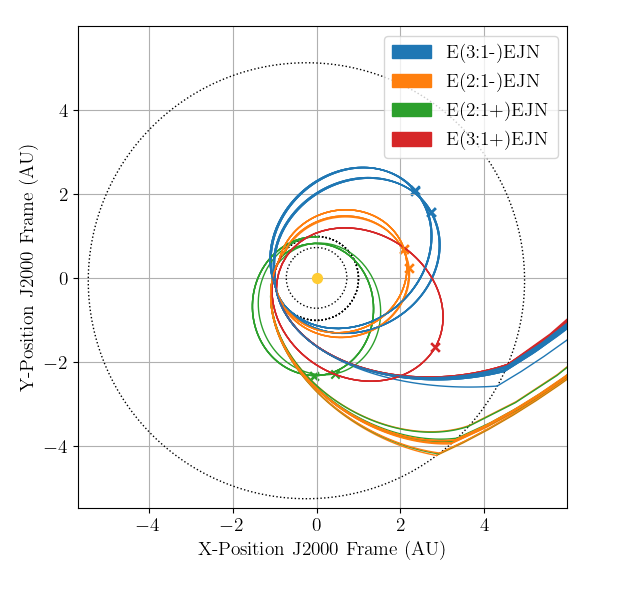 E(3:1-)EJN
E(2:1-)EJN
E(2:1+)EJN
E(3:1+)EJN
4
2
0
−2
−4
Y-Position J2000 Frame (AU)
−4 −2 0 2 4
X-Position J2000 Frame (AU)